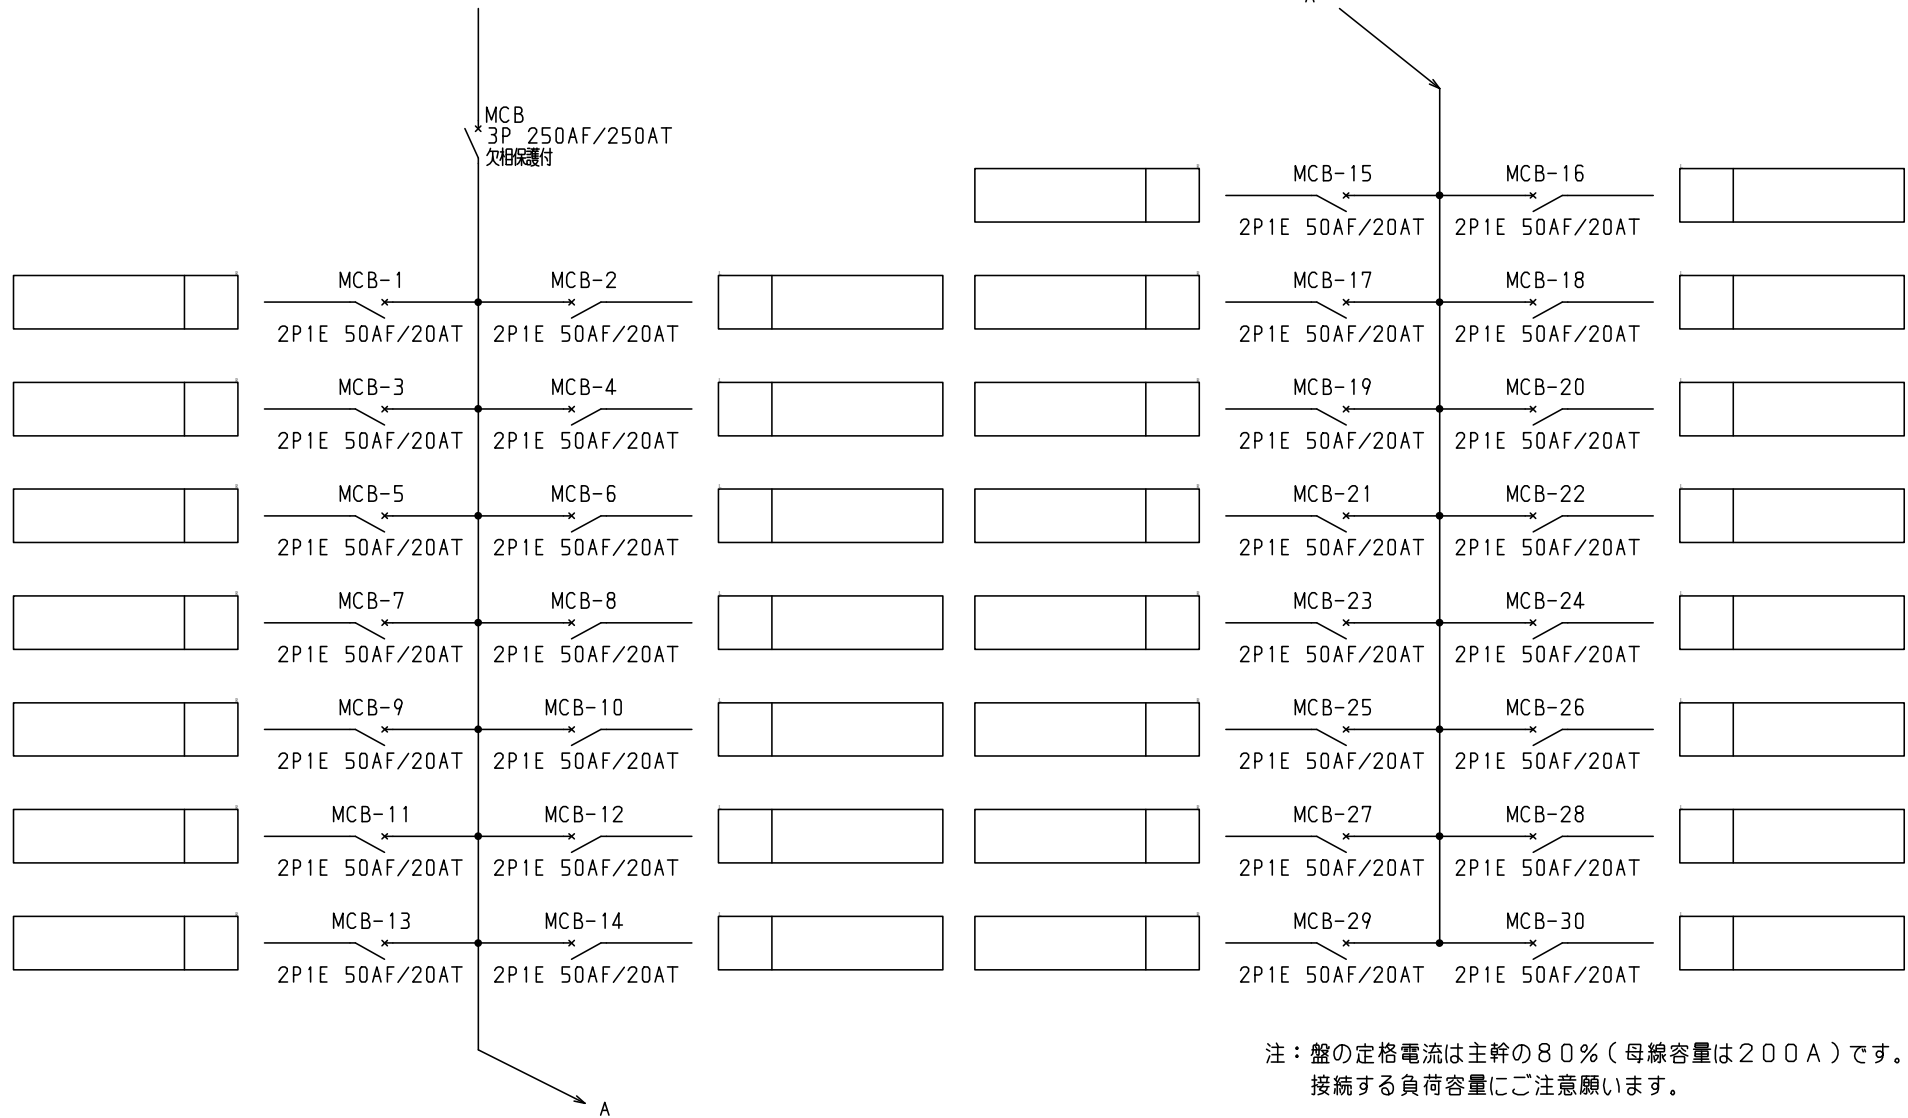 MCB
3P 250AF/250AT
欠相保護付
MCB-1 MCB-2
2P1E 50AF/20AT 2P1E 50AF/20AT
MCB-3 MCB-4
2P1E 50AF/20AT 2P1E 50AF/20AT
MCB-5 MCB-6
2P1E 50AF/20AT 2P1E 50AF/20AT
MCB-7 MCB-8
2P1E 50AF/20AT 2P1E 50AF/20AT
MCB-9 MCB-10
2P1E 50AF/20AT 2P1E 50AF/20AT
MCB-11 MCB-12
2P1E 50AF/20AT 2P1E 50AF/20AT
MCB-13 MCB-14
2P1E 50AF/20AT 2P1E 50AF/20AT
A
MCB-15 MCB-16
2P1E 50AF/20AT 2P1E 50AF/20AT
MCB-17 MCB-18
2P1E 50AF/20AT 2P1E 50AF/20AT
MCB-19 MCB-20
2P1E 50AF/20AT 2P1E 50AF/20AT
MCB-21 MCB-22
2P1E 50AF/20AT 2P1E 50AF/20AT
MCB-23 MCB-24
2P1E 50AF/20AT 2P1E 50AF/20AT
MCB-25 MCB-26
2P1E 50AF/20AT 2P1E 50AF/20AT
MCB-27 MCB-28
2P1E 50AF/20AT 2P1E 50AF/20AT
MCB-29 MCB-30
2P1E 50AF/20AT 2P1E 50AF/20AT
注：盤の定格電流は主幹の８０％（母線容量は２００Ａ）です。
接続する負荷容量にご注意願います。